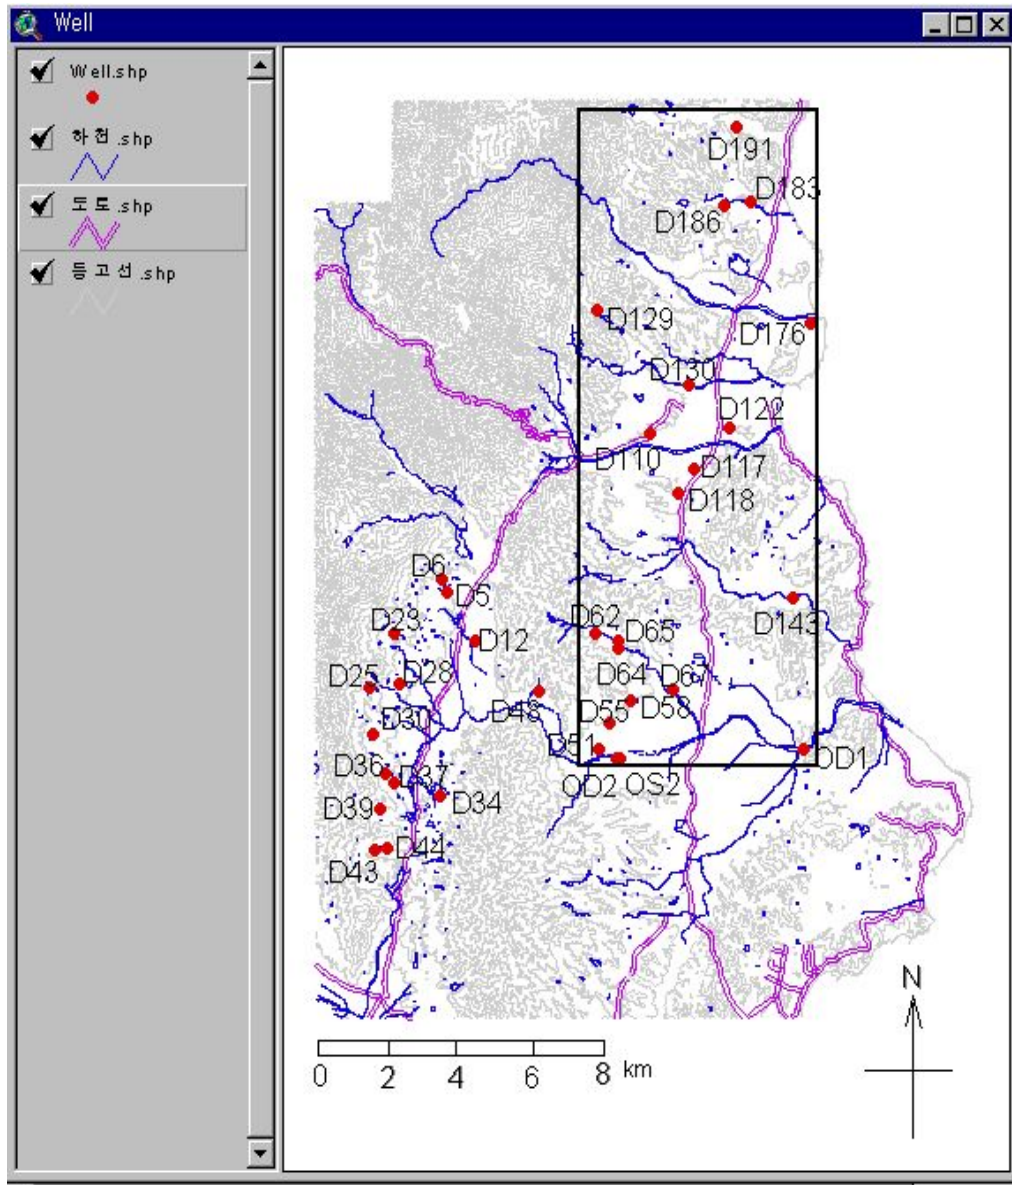 Well
Well.shp
하천.shp
도로.shp
등고선.shp
D191
D183
D186
D129
D176
D130
D122
D110
D117
D118
D6
D5
D143
D23
D12
D62
D65
D25
D28
D64
D67
D48
D58
D30
D55
D51
OD1
D36
D37
OD2
OS2
D39
D34
D43
D44
N
0
2
4
6
8
km